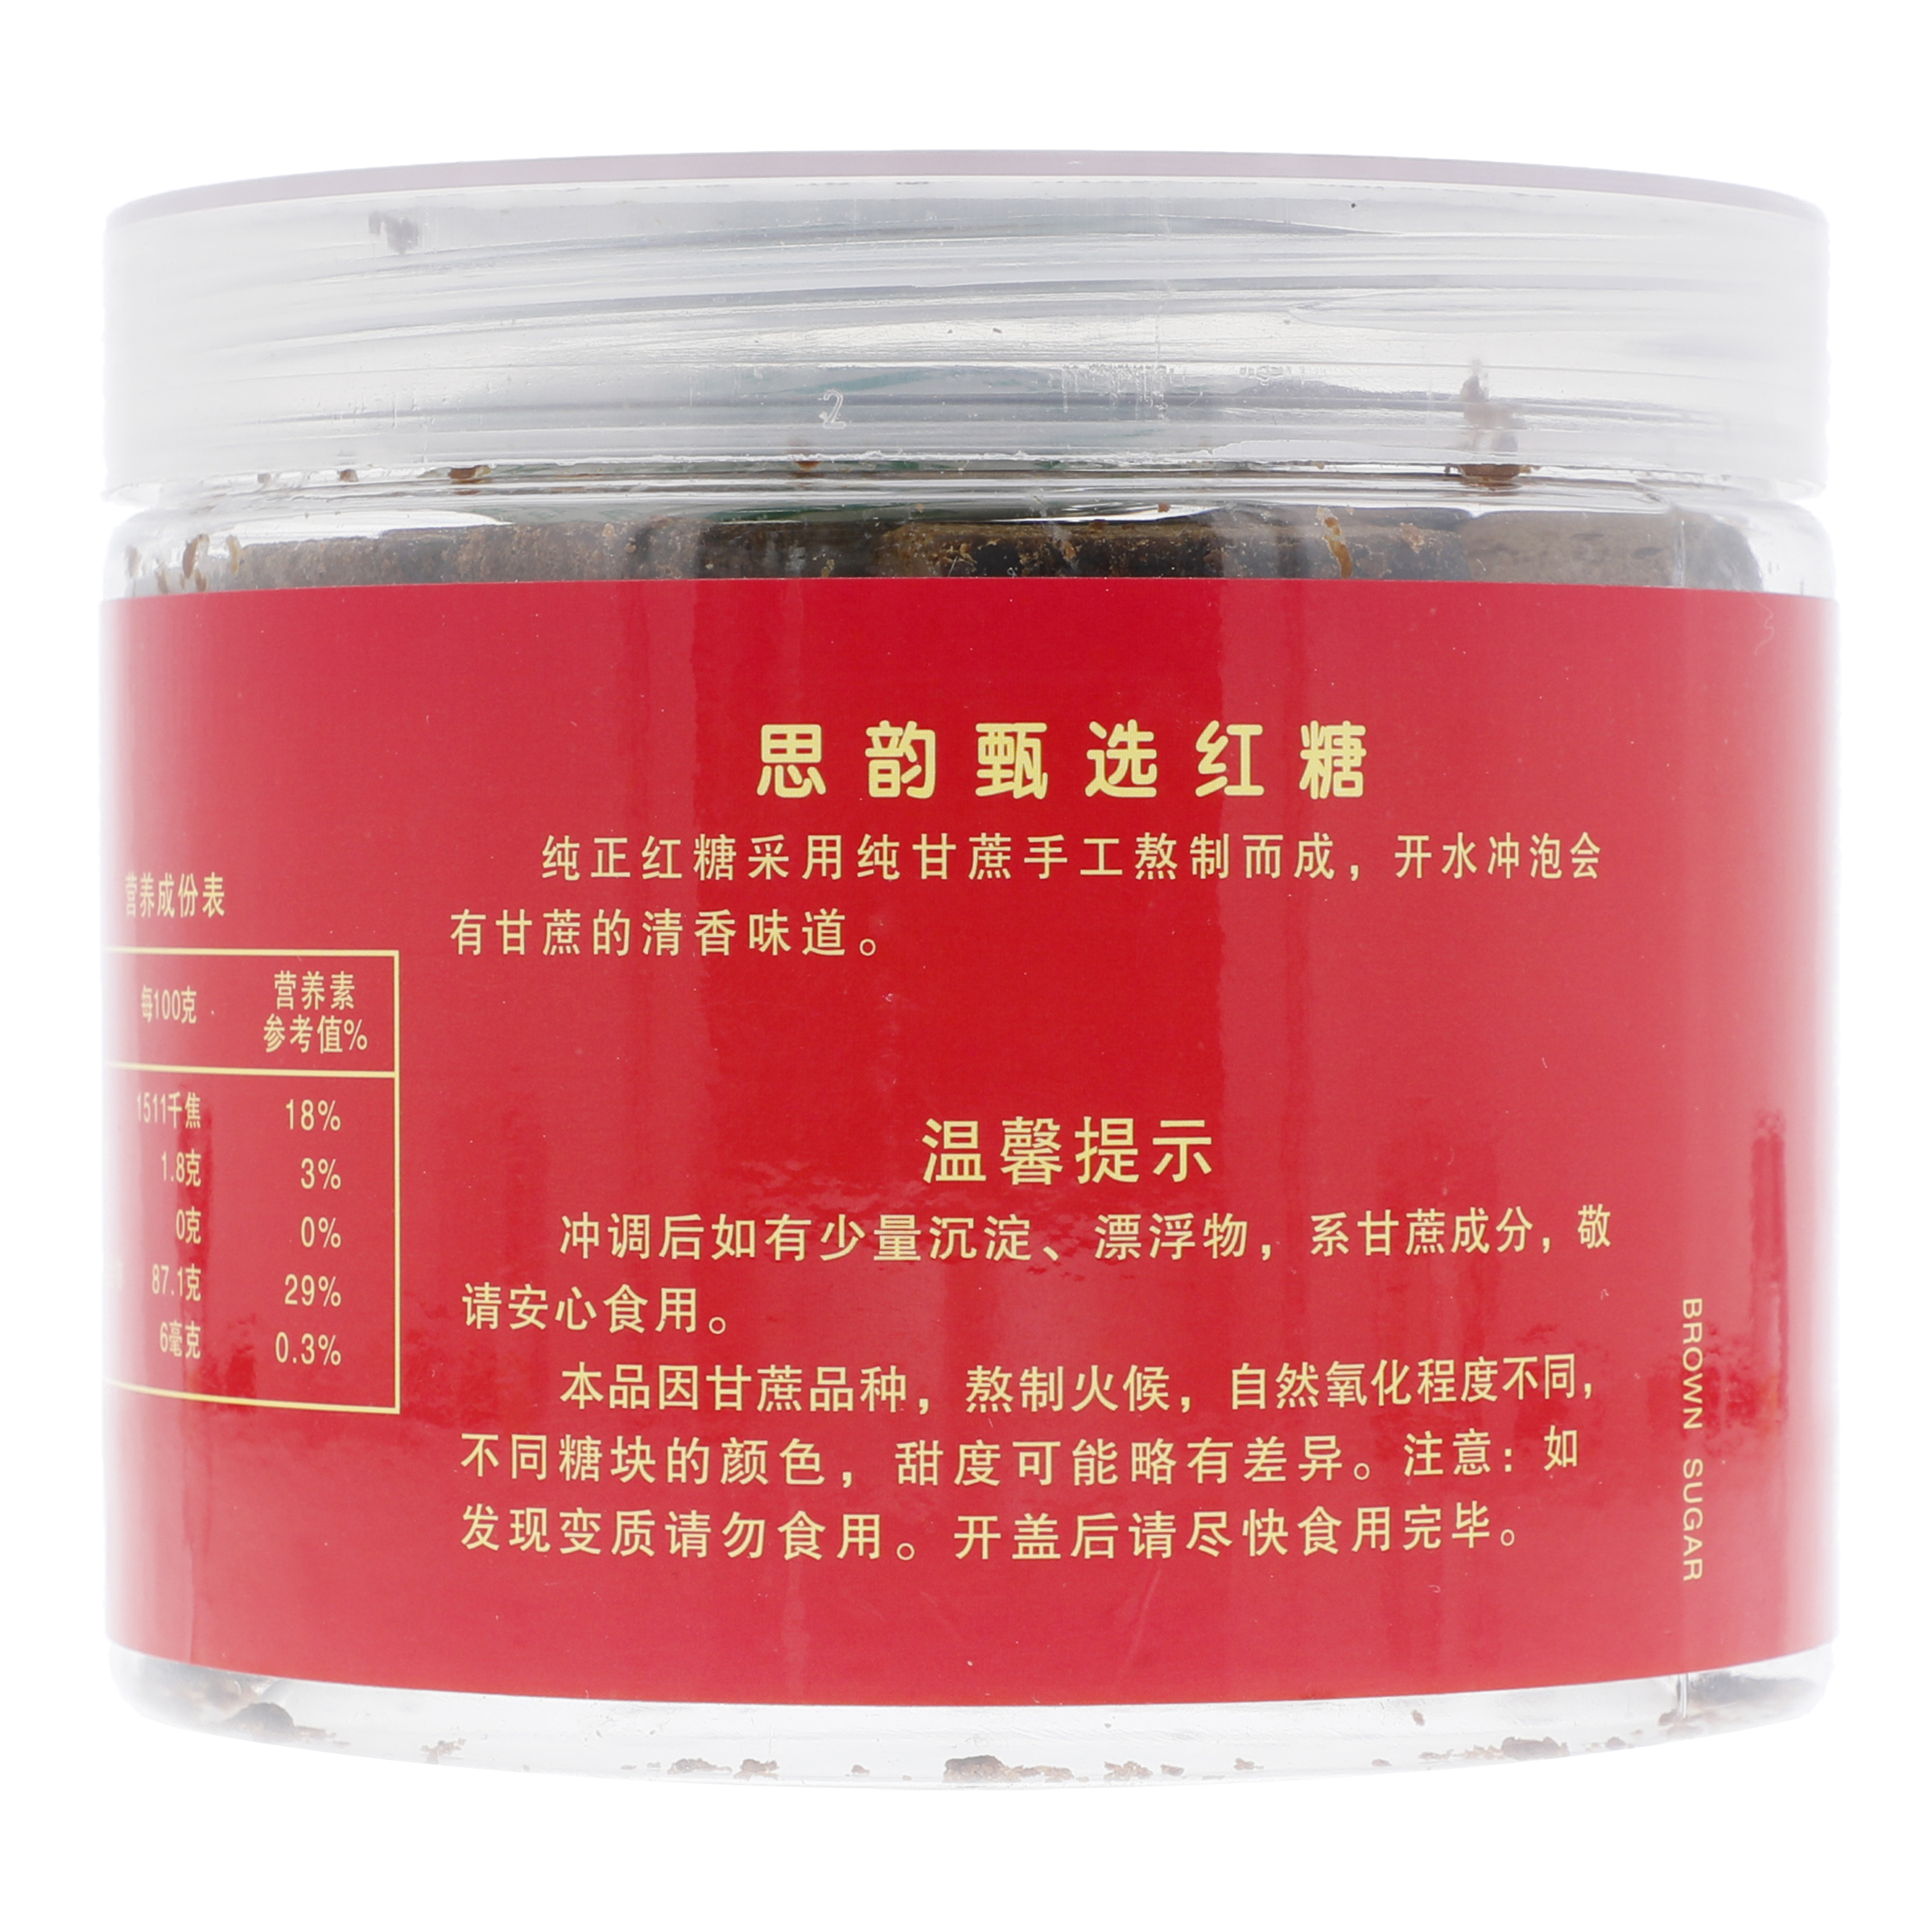 思韵甄选红糖
纯正红糖采用纯甘蔗手工熬制而成，开水冲泡会
有甘蔗的清香味道。
温馨提示
冲调后如有少量沉淀、漂浮物，系甘蔗成分，敬
请安心食用。
本品因甘蔗品种，熬制火候，自然氧化程度不同，
不同糖块的颜色，甜度可能略有差异。注意：如
发现变质请勿食用。开盖后请尽快食用完毕。
营养成份表
每100克 营养素
参考值%
1511千焦 18%
1.8克 3%
0克 0%
87.1克 29%
6毫克 0.3%
BROWN SUGAR
2